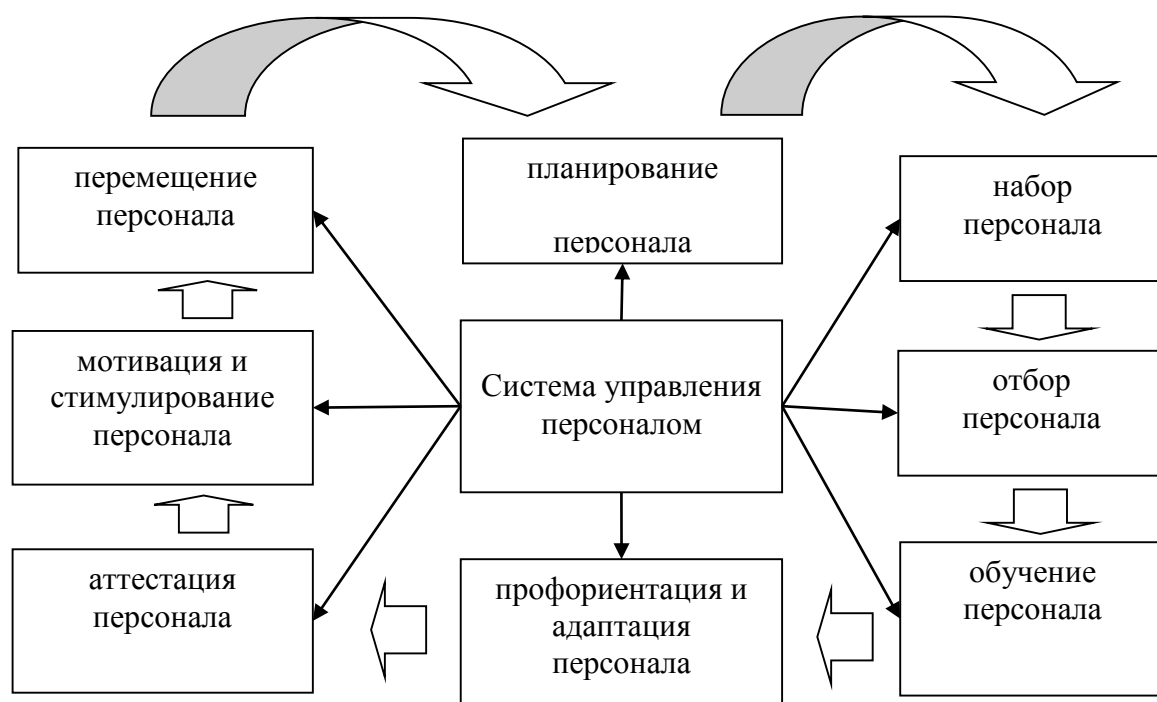 перемещение
персонала
планирование
персонала
набор
персонала
мотивация и
стимулирование
персонала
Система управления
персоналом
отбор
персонала
аттестация
персонала
профориентация и
адаптация
персонала
обучение
персонала